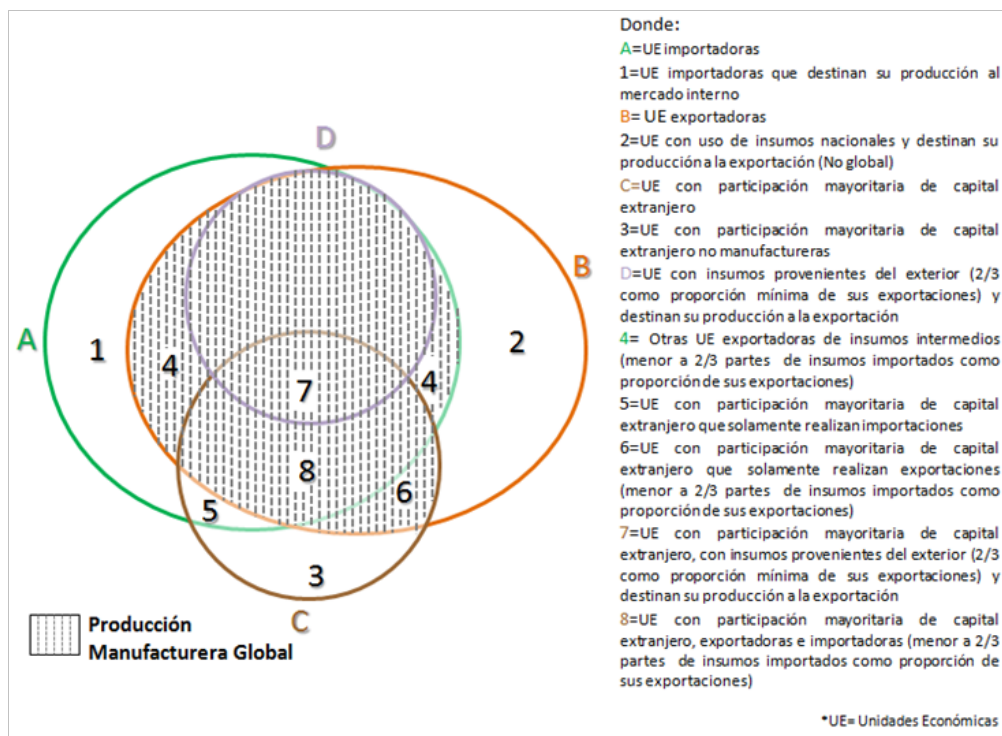 D
B
A
1
4
2
4
7
8
6
5
3
C
Producción
Manufacturera Global
Donde:
A=UE importadoras
1=UE importadoras que destinan su producción al
mercado interno
B= UE exportadoras
2=UE con uso de insumos nacionales y destinan su
producción a la exportación (No global)
C=UE con participación mayoritaria de capital
extranjero
3=UE con participación mayoritaria de capital
extranjero no manufactureras
D=UE con insumos provenientes del exterior (2/3
como proporción mínima de sus exportaciones) y
destinan su producción a la exportación
4= Otras UE exportadoras de insumos intermedios
(menor a 2/3 partes de insumos importados como
proporción de sus exportaciones)
5=UE con participación mayoritaria de capital
extranjero que solamente realizan importaciones
6=UE con participación mayoritaria de capital
extranjero que solamente realizan exportaciones
(menor a 2/3 partes de insumos importados como
proporción de sus exportaciones)
7=UE con participación mayoritaria de capital
extranjero, con insumos provenientes del exterior (2/3
como proporción mínima de sus exportaciones) y
destinan su producción a la exportación
8=UE con participación mayoritaria de capital
extranjero, exportadoras e importadoras (menor a 2/3
partes de insumos importados como proporción de
sus exportaciones)
*UE= Unidades Económicas